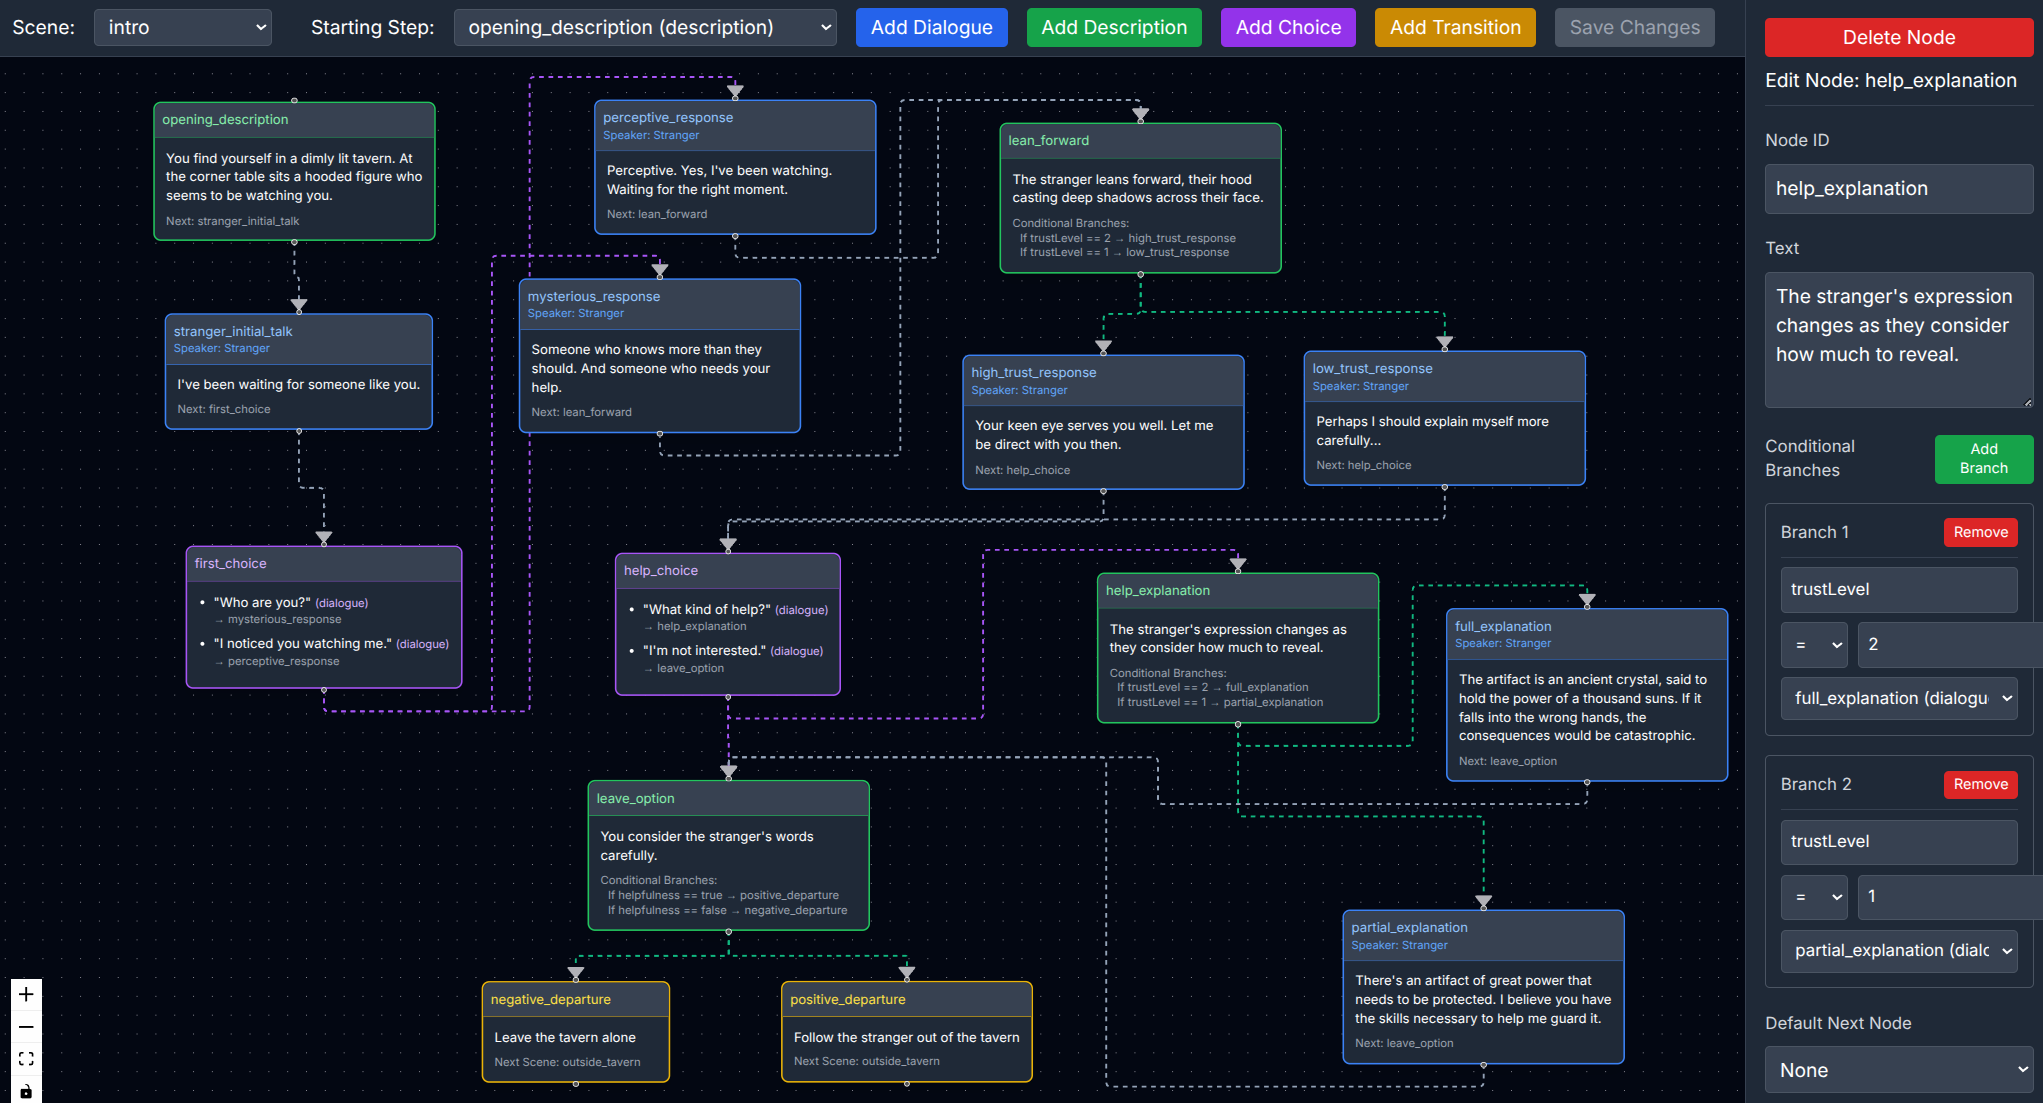 Scene:
intro
Starting Step:
opening_description (description)
Add Dialogue
Add Description
Add Choice
Add Transition
Save Changes
opening_description
You find yourself in a dimly lit tavern. At
the corner table sits a hooded figure who
seems to be watching you.
Next: stranger_initial_talk
perceptive_response
Speaker: Stranger
Perceptive. Yes, I've been watching.
Waiting for the right moment.
Next: lean_forward
lean_forward
The stranger leans forward, their hood
casting deep shadows across their face.
Conditional Branches:
If trustLevel == 2 → high_trust_response
If trustLevel == 1 → low_trust_response
stranger_initial_talk
Speaker: Stranger
I've been waiting for someone like you.
Next: first_choice
mysterious_response
Speaker: Stranger
Someone who knows more than they
should. And someone who needs your
help.
Next: lean_forward
high_trust_response
Speaker: Stranger
Your keen eye serves you well. Let me
be direct with you then.
Next: help_choice
low_trust_response
Speaker: Stranger
Perhaps I should explain myself more
carefully...
Next: help_choice
first_choice
• "Who are you?" (dialogue)
→ mysterious_response
• "I noticed you watching me." (dialogue)
→ perceptive_response
help_choice
• "What kind of help?" (dialogue)
→ help_explanation
• "I'm not interested." (dialogue)
→ leave_option
help_explanation
The stranger's expression changes as
they consider how much to reveal.
Conditional Branches:
If trustLevel == 2 → full_explanation
If trustLevel == 1 → partial_explanation
full_explanation
Speaker: Stranger
The artifact is an ancient crystal, said to
hold the power of a thousand suns. If it
falls into the wrong hands, the
consequences would be catastrophic.
Next: leave_option
leave_option
You consider the stranger's words
carefully.
Conditional Branches:
If helpfulness == true → positive_departure
If helpfulness == false → negative_departure
partial_explanation
Speaker: Stranger
There's an artifact of great power that
needs to be protected. I believe you have
the skills necessary to help me guard it.
Next: leave_option
negative_departure
Leave the tavern alone
Next Scene: outside_tavern
positive_departure
Follow the stranger out of the tavern
Next Scene: outside_tavern
Delete Node
Edit Node: help_explanation
Node ID
help_explanation
Text
The stranger's expression
changes as they consider
how much to reveal.
Conditional
Branches
Add
Branch
Branch 1
Remove
trustLevel
=
2
full_explanation (dialogu
Branch 2
Remove
trustLevel
=
1
partial_explanation (dialo
Default Next Node
None